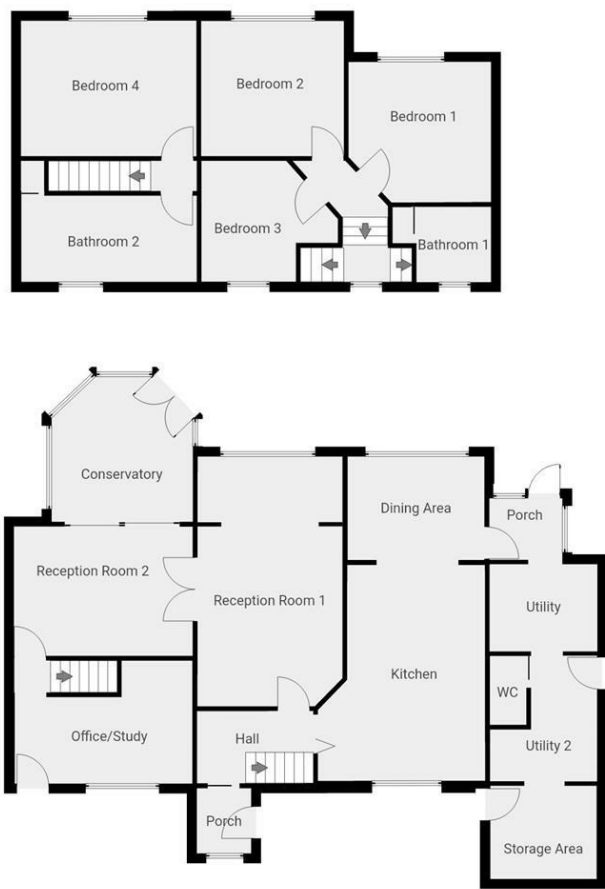 Bedroom 4
Bedroom 2
Bedroom 1
Bathroom 2
Bedroom 3
Bathroom 1
Conservatory
Dining Area
Porch
Reception Room 2
Reception Room 1
Utility
Kitchen
WC
Office/Study
Hall
Utility 2
Porch
Storage Area